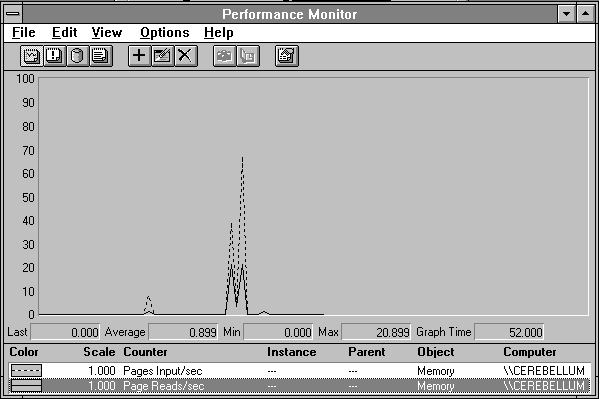 Performance Monitor
File Edit View Options Help
100
90
80
70
60
50
40
30
20
10
0
Last 0.000 Average 0.899 Min 0.000 Max 20.899 Graph Time 52.000
Color Scale Counter Instance Parent Object Computer
1.000 Pages Input/sec --- --- Memory \\CEREBELLUM
1.000 Page Reads/sec --- --- Memory \\CEREBELLUM